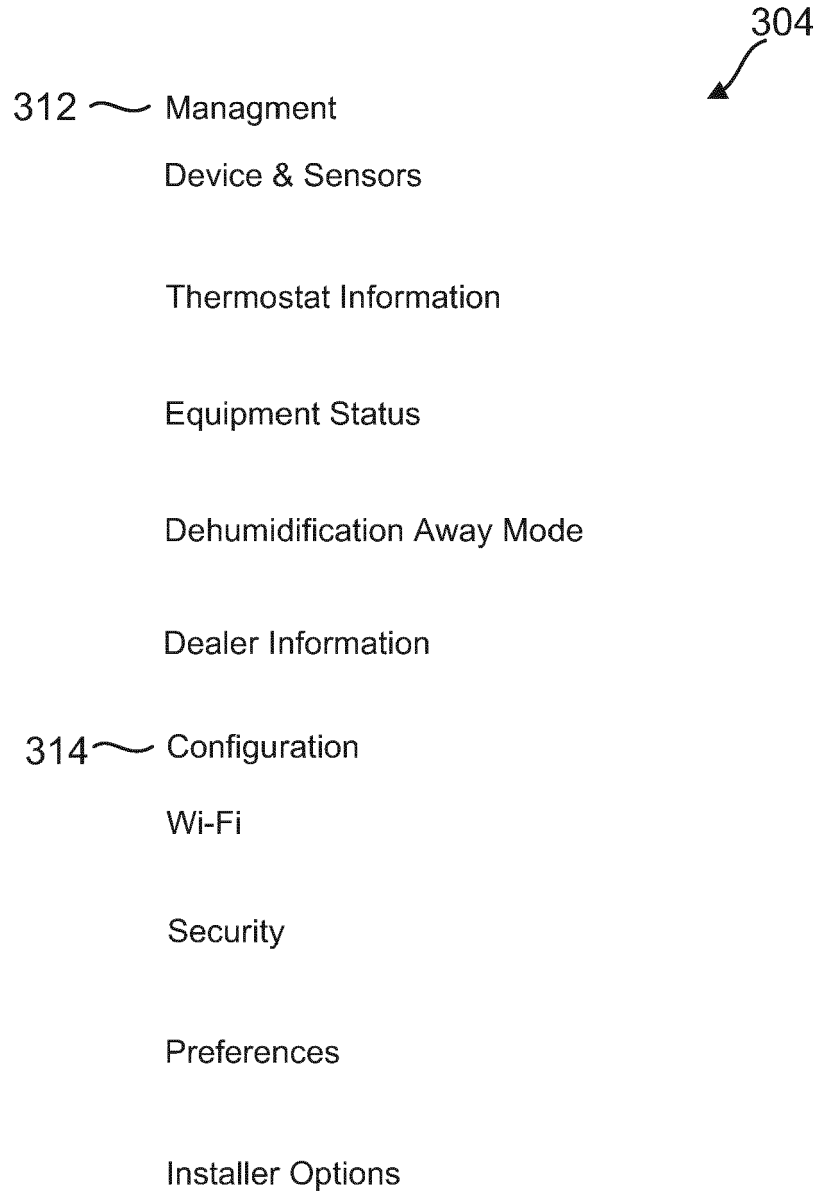 304
312 Managment
Device & Sensors
Thermostat Information
Equipment Status
Dehumidification Away Mode
Dealer Information
314 Configuration
Wi-Fi
Security
Preferences
Installer Options